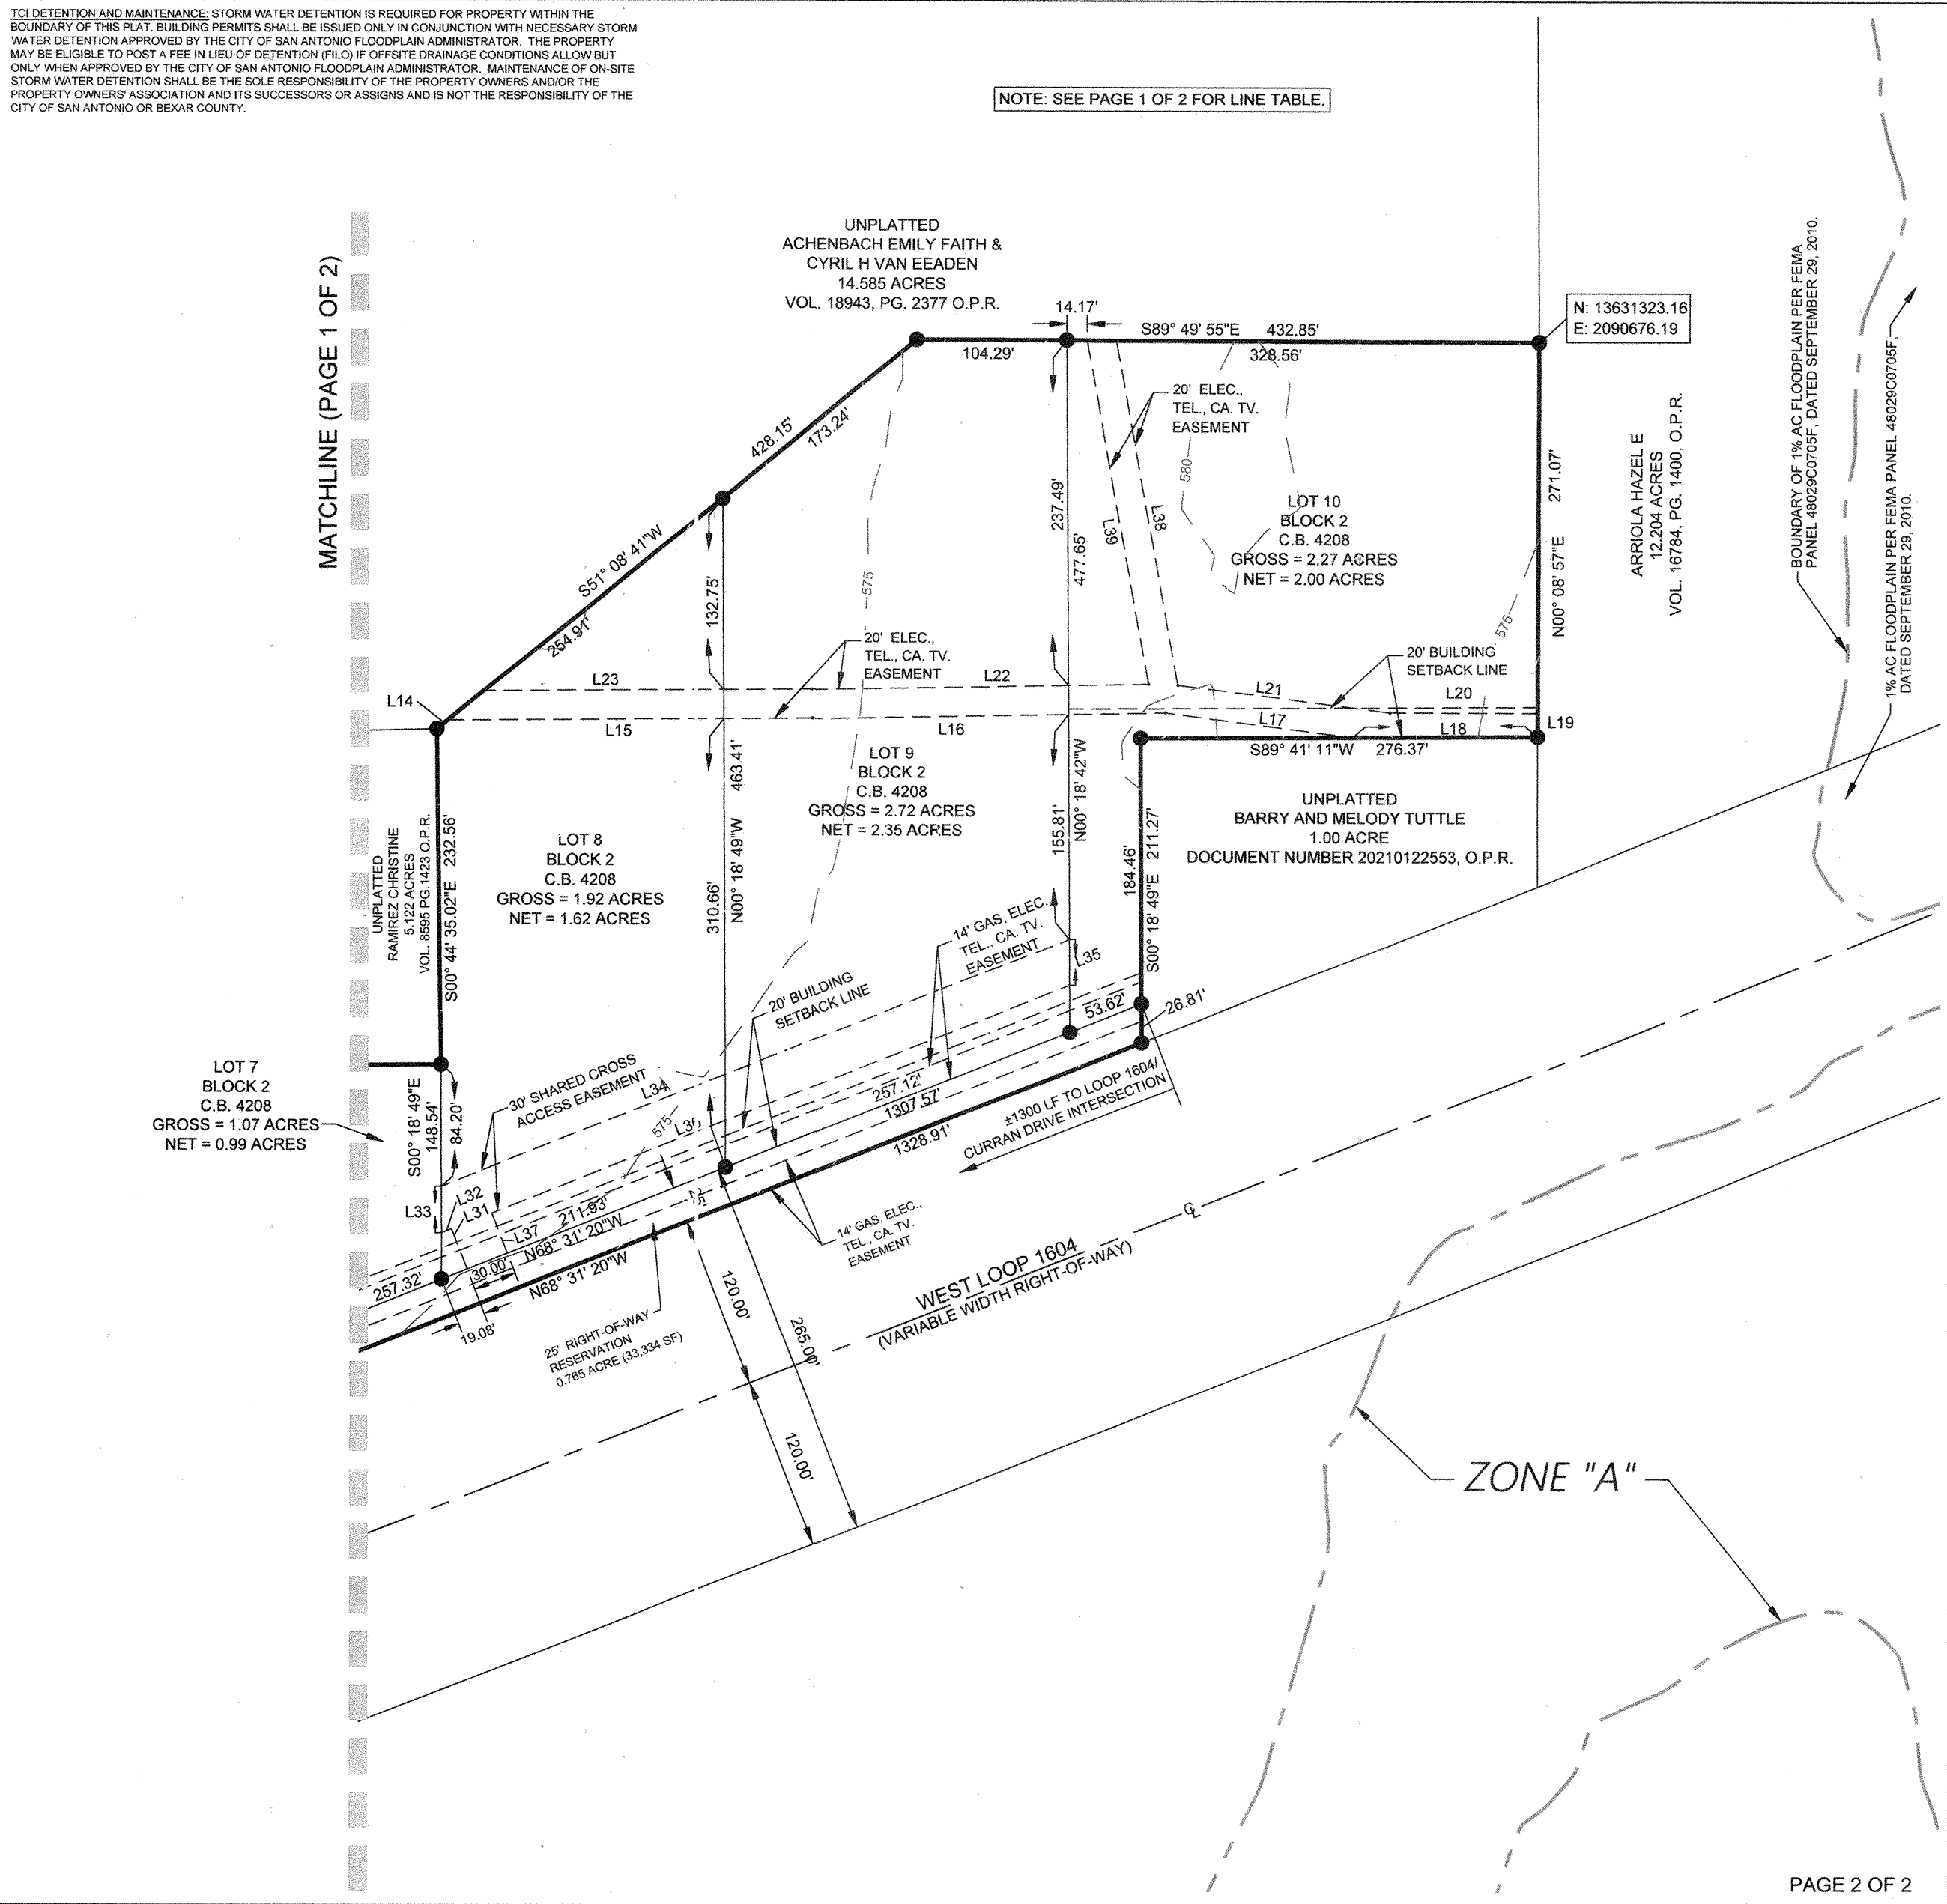 TCI DETENTION AND MAINTENANCE: STORM WATER DETENTION IS REQUIRED FOR PROPERTY WITHIN THE
BOUNDARY OF THIS PLAT. BUILDING PERMITS SHALL BE ISSUED ONLY IN CONJUNCTION WITH NECESSARY STORM
WATER DETENTION APPROVED BY THE CITY OF SAN ANTONIO FLOODPLAIN ADMINISTRATOR. THE PROPERTY
MAY BE ELIGIBLE TO POST A FEE IN LIEU OF DETENTION (FILO) IF OFFSITE DRAINAGE CONDITIONS ALLOW BUT
ONLY WHEN APPROVED BY THE CITY OF SAN ANTONIO FLOODPLAIN ADMINISTRATOR. MAINTENANCE OF ON-SITE
STORM WATER DETENTION SHALL BE THE SOLE RESPONSIBILITY OF THE PROPERTY OWNERS AND/OR THE
PROPERTY OWNERS' ASSOCIATION AND ITS SUCCESSORS OR ASSIGNS AND IS NOT THE RESPONSIBILITY OF THE
CITY OF SAN ANTONIO OR BEXAR COUNTY.
NOTE: SEE PAGE 1 OF 2 FOR LINE TABLE.
MATCHLINE (PAGE 1 OF 2)
UNPLATTED
ACHENBACH EMILY FAITH &
CYRIL H VAN EEADEN
14.585 ACRES
VOL. 18943, PG. 2377 O.P.R.
14.17'
S89° 49' 55"E 432.85'
104.29'
328.56'
N: 13631323.16
E: 2090676.19
BOUNDARY OF 1% AC FLOODPLAIN PER FEMA
PANEL 48029C0705F, DATED SEPTEMBER 29, 2010.
1% AC FLOODPLAIN PER FEMA PANEL 48029C0705F,
DATED SEPTEMBER 29, 2010.
ARRIOLA HAZEL E
12.204 ACRES
VOL. 16784, PG. 1400, O.P.R.
N00° 08' 57"E 271.07'
20' ELEC.,
TEL., CA. TV.
EASEMENT
428.15'
173.24'
S51° 08' 41"W
254.91'
580
L39
L38
LOT 10
BLOCK 2
C.B. 4208
GROSS = 2.27 ACRES
NET = 2.00 ACRES
237.49'
477.65'
132.75'
575
575
20' ELEC.,
TEL., CA. TV.
EASEMENT
20' BUILDING
SETBACK LINE
L14
L23
L22
L21
L20
L15
L16
L17
L18
L19
S89° 41' 11"W 276.37'
LOT 9
BLOCK 2
C.B. 4208
GROSS = 2.72 ACRES
NET = 2.35 ACRES
N00° 18' 49"W 463.41'
310.66'
N00° 18' 42"W
155.81'
UNPLATTED
BARRY AND MELODY TUTTLE
1.00 ACRE
DOCUMENT NUMBER 20210122553, O.P.R.
UNPLATTED
RAMIREZ CHRISTINE
5.122 ACRES
VOL. 8595 PG.1423 O.P.R.
S00° 44' 35.02"E 232.56'
LOT 8
BLOCK 2
C.B. 4208
GROSS = 1.92 ACRES
NET = 1.62 ACRES
184.46'
S00° 18' 49"E 211.27'
14' GAS, ELEC.,
TEL., CA. TV.
EASEMENT
L35
20' BUILDING
SETBACK LINE
53.62'
26.81'
LOT 7
BLOCK 2
C.B. 4208
GROSS = 1.07 ACRES
NET = 0.99 ACRES
S00° 18' 49"E
148.54'
84.20'
30' SHARED CROSS
ACCESS EASEMENT
L34
575
257.12'
1307.57'
1328.91'
±1300 LF TO LOOP 1604/
CURRAN DRIVE INTERSECTION
L33
L32
L31
L37
211.93'
N68° 31' 20"W
25'
257.32'
30.00'
N68° 31' 20"W
19.08'
14' GAS, ELEC.,
TEL., CA. TV.
EASEMENT
25' RIGHT-OF-WAY
RESERVATION
0.765 ACRE (33,334 SF)
120.00'
265.00'
120.00'
WEST LOOP 1604
(VARIABLE WIDTH RIGHT-OF-WAY)
ZONE "A"
PAGE 2 OF 2